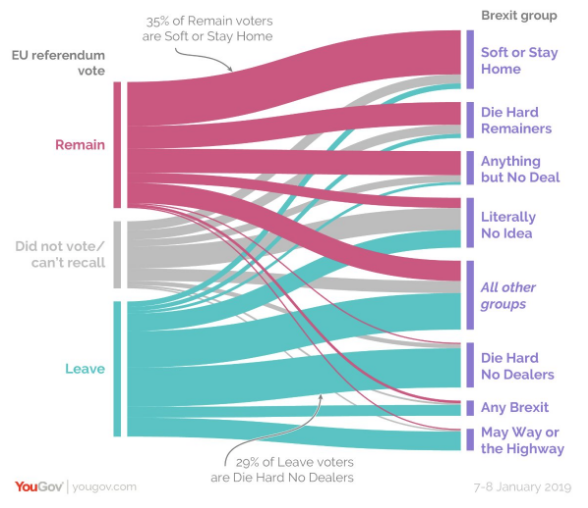 35% of Remain voters
are Soft or Stay Home
Brexit group
EU referendum
vote
Soft or Stay
Home
Die Hard
Remainers
Remain
Anything
but No Deal
Literally
No Idea
Did not vote/
can't recall
All other
groups
Leave
Die Hard
No Dealers
Any Brexit
May Way or
the Highway
29% of Leave voters
are Die Hard No Dealers
YouGov | yougov.com
7-8 January 2019